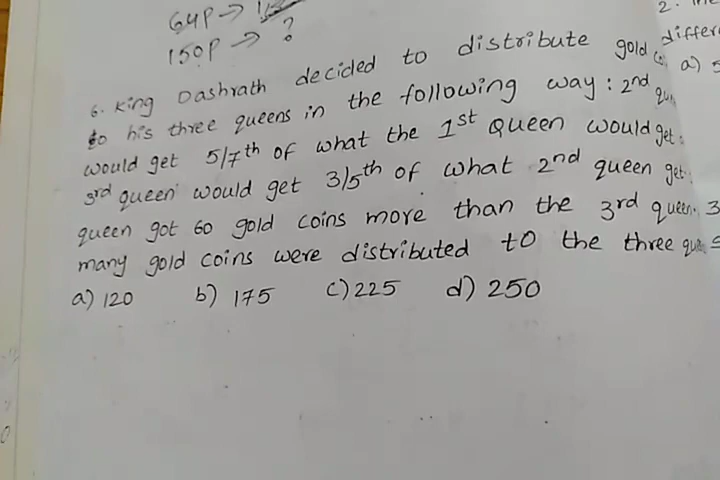 64P →
150P → ?
2.
differ
a)
6. King Dashrath decided to distribute gold
to his three queens in the following way: 2nd
would get 5/7th of what the 1st Queen would get.
3rd queen would get 3/5th of what 2nd queen get.
queen got 60 gold coins more than the 3rd queen.
many gold coins were distributed to the three
a) 120 b) 175 c) 225 d) 250